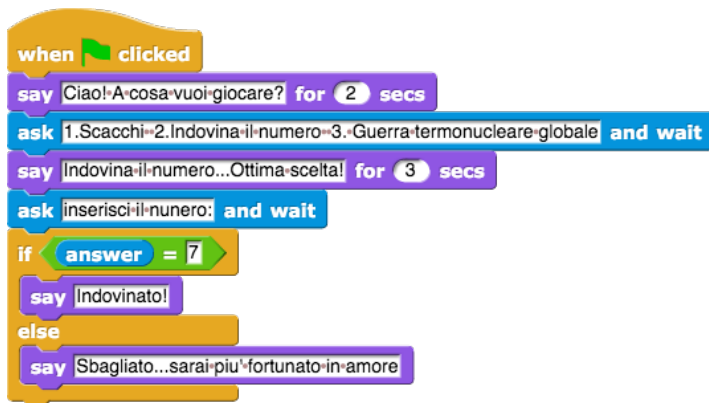 when clicked
say Ciao! A cosa vuoi giocare? for 2 secs
ask 1.Scacchi 2.Indovina il numero 3. Guerra termonucleare globale and wait
say Indovina il numero...Ottima scelta! for 3 secs
ask inserisci il nunero: and wait
if answer = 7
say Indovinato!
else
say Sbagliato...sarai piu' fortunato in amore